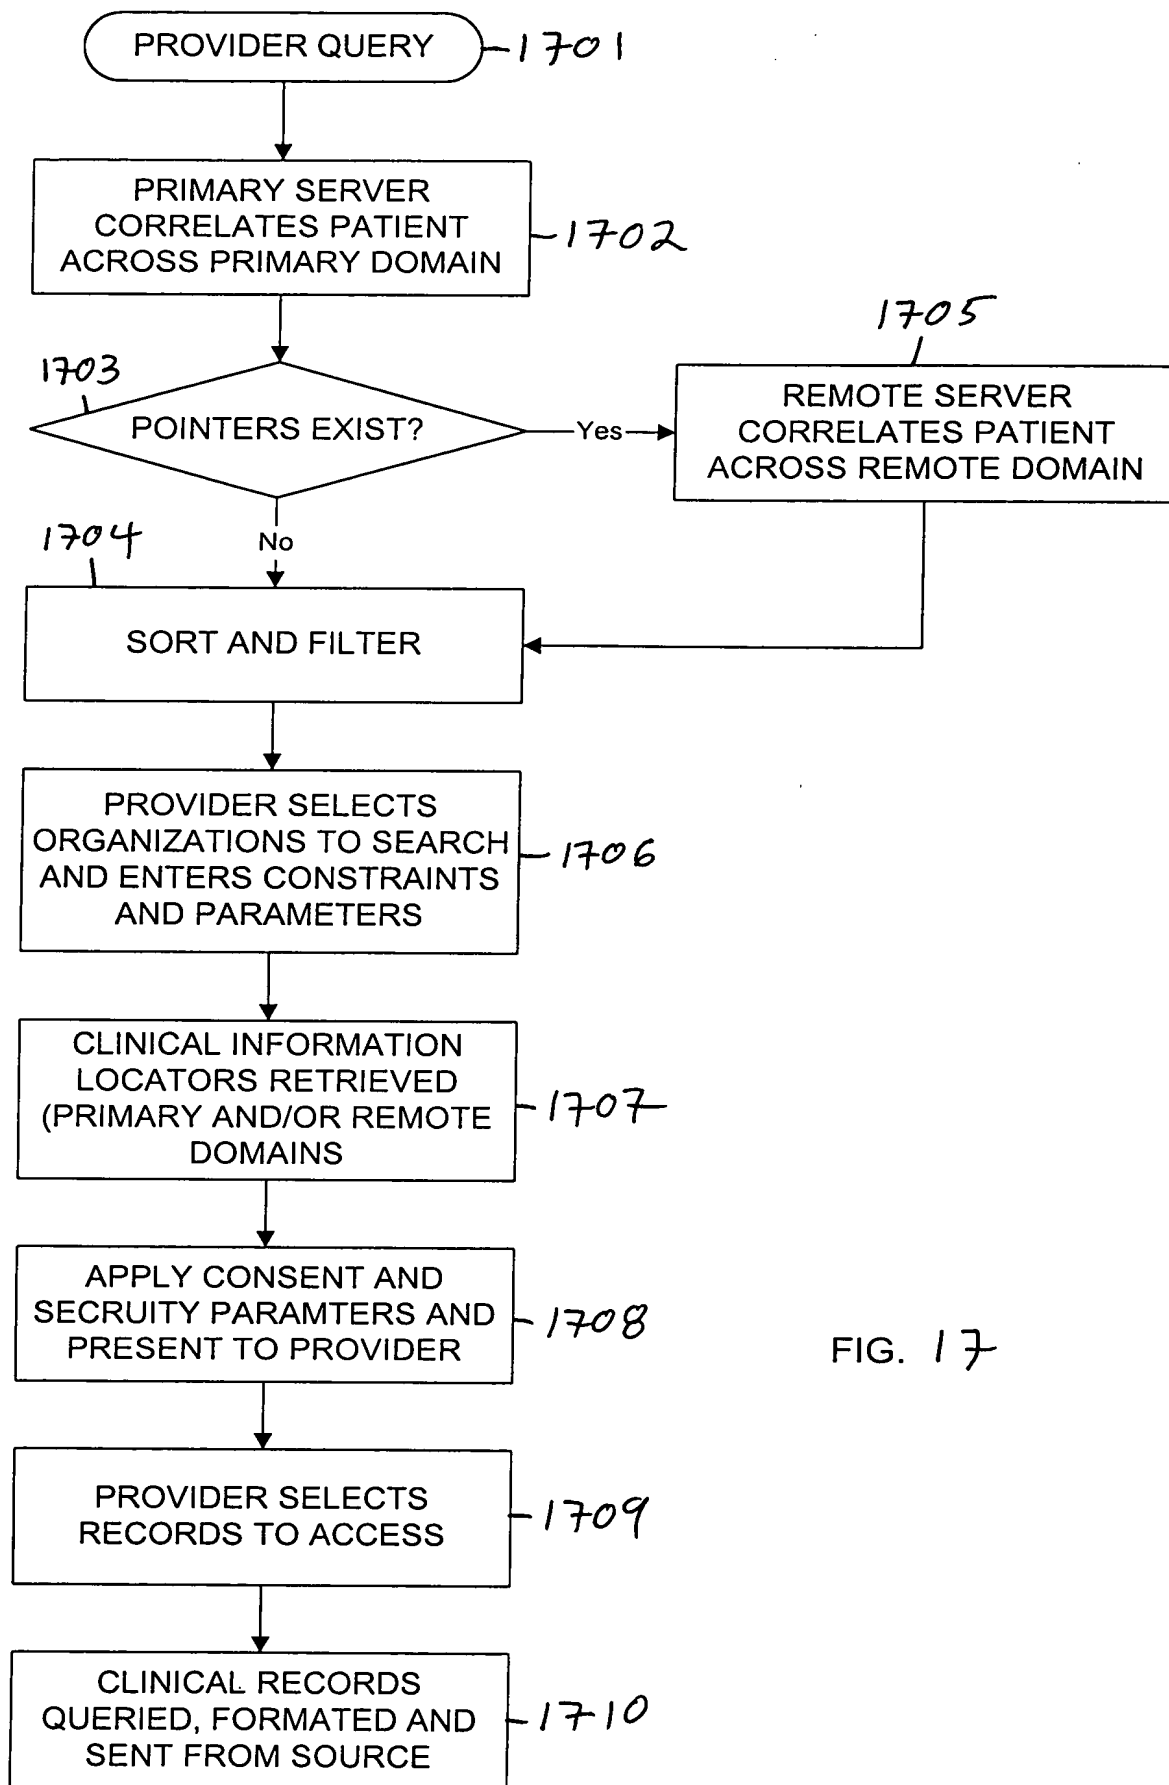 PROVIDER QUERY
1701
PRIMARY SERVER
CORRELATES PATIENT
ACROSS PRIMARY DOMAIN
1702
1703
POINTERS EXIST?
Yes
1705
REMOTE SERVER
CORRELATES PATIENT
ACROSS REMOTE DOMAIN
No
1704
SORT AND FILTER
PROVIDER SELECTS
ORGANIZATIONS TO SEARCH
AND ENTERS CONSTRAINTS
AND PARAMETERS
1706
CLINICAL INFORMATION
LOCATORS RETRIEVED
(PRIMARY AND/OR REMOTE
DOMAINS
1707
APPLY CONSENT AND
SECRUITY PARAMTERS AND
PRESENT TO PROVIDER
1708
FIG. 17
PROVIDER SELECTS
RECORDS TO ACCESS
1709
CLINICAL RECORDS
QUERIED, FORMATED AND
SENT FROM SOURCE
1710